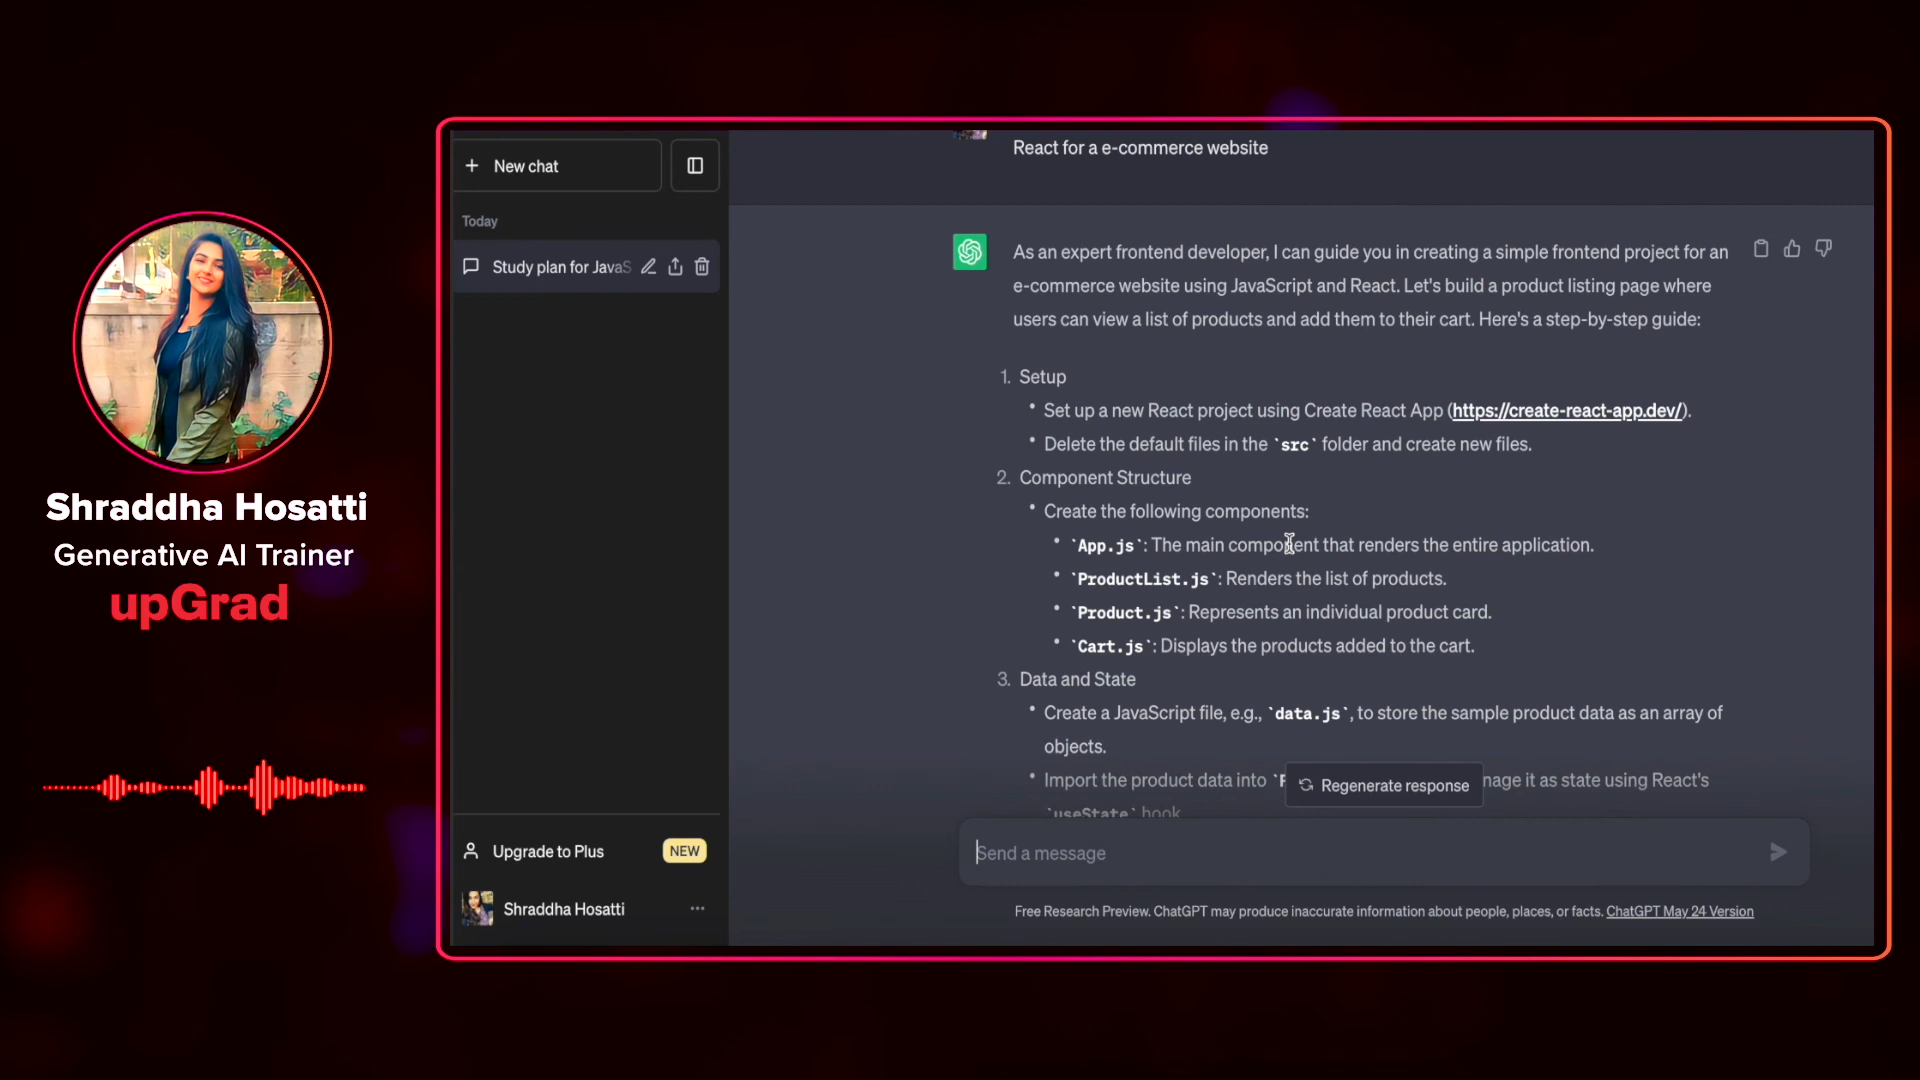 Shraddha Hosatti
Generative AI Trainer
upGrad
New chat
Today
Study plan for JavaS
Upgrade to Plus
NEW
Shraddha Hosatti
React for a e-commerce website
As an expert frontend developer, I can guide you in creating a simple frontend project for an
e-commerce website using JavaScript and React. Let's build a product listing page where
users can view a list of products and add them to their cart. Here's a step-by-step guide:
1. Setup
• Set up a new React project using Create React App (https://create-react-app.dev/).
• Delete the default files in the `src` folder and create new files.
2. Component Structure
• Create the following components:
• `App.js`: The main component that renders the entire application.
• `ProductList.js`: Renders the list of products.
• `Product.js`: Represents an individual product card.
• `Cart.js`: Displays the products added to the cart.
3. Data and State
• Create a JavaScript file, e.g., `data.js`, to store the sample product data as an array of
objects.
• Import the product data into nage it as state using React's
`useState` hook
Regenerate response
Send a message
Free Research Preview. ChatGPT may produce inaccurate information about people, places, or facts. ChatGPT May 24 Version